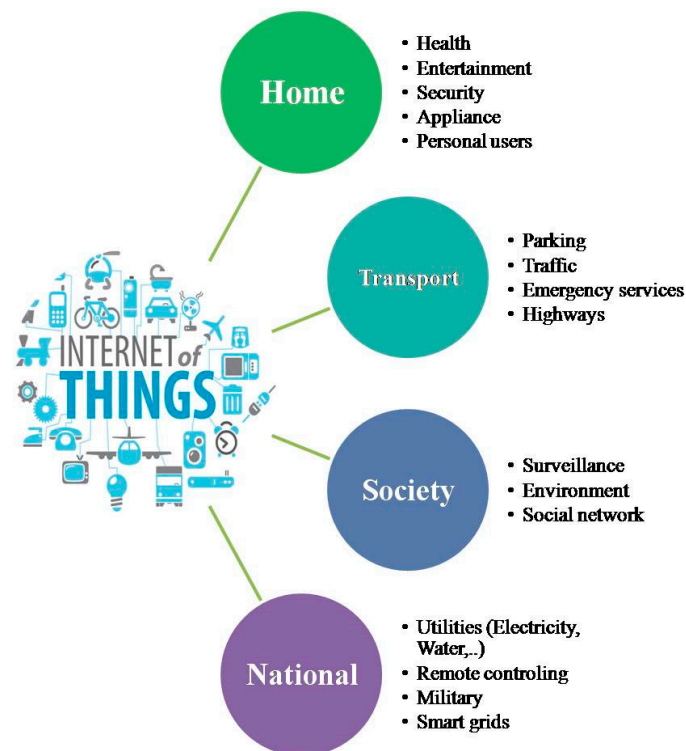 Home
• Health
• Entertainment
• Security
• Appliance
• Personal users
Transport
• Parking
• Traffic
• Emergency services
• Highways
INTERNET of
THINGS
Society
• Surveillance
• Environment
• Social network
National
• Utilities (Electricity,
Water,..)
• Remote controling
• Military
• Smart grids